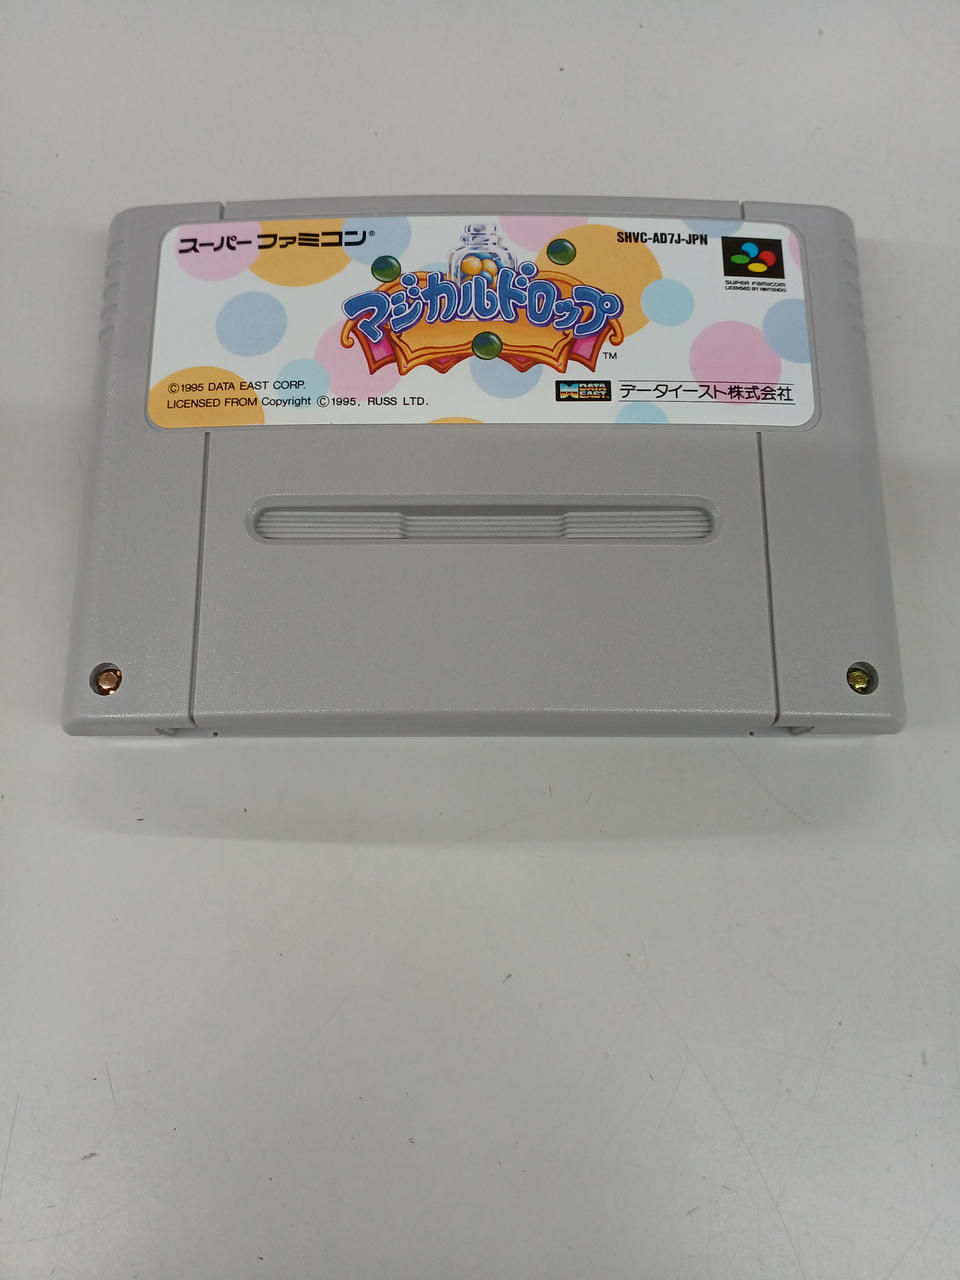 スーパーファミコン®
SHVC-AD7J-JPN
SUPER FAMICOM
LICENSED BY NINTENDO
マジカルドロップ
TM
©1995 DATA EAST CORP.
LICENSED FROM Copyright ©1995, RUSS LTD.
DATA
EAST
データイースト株式会社